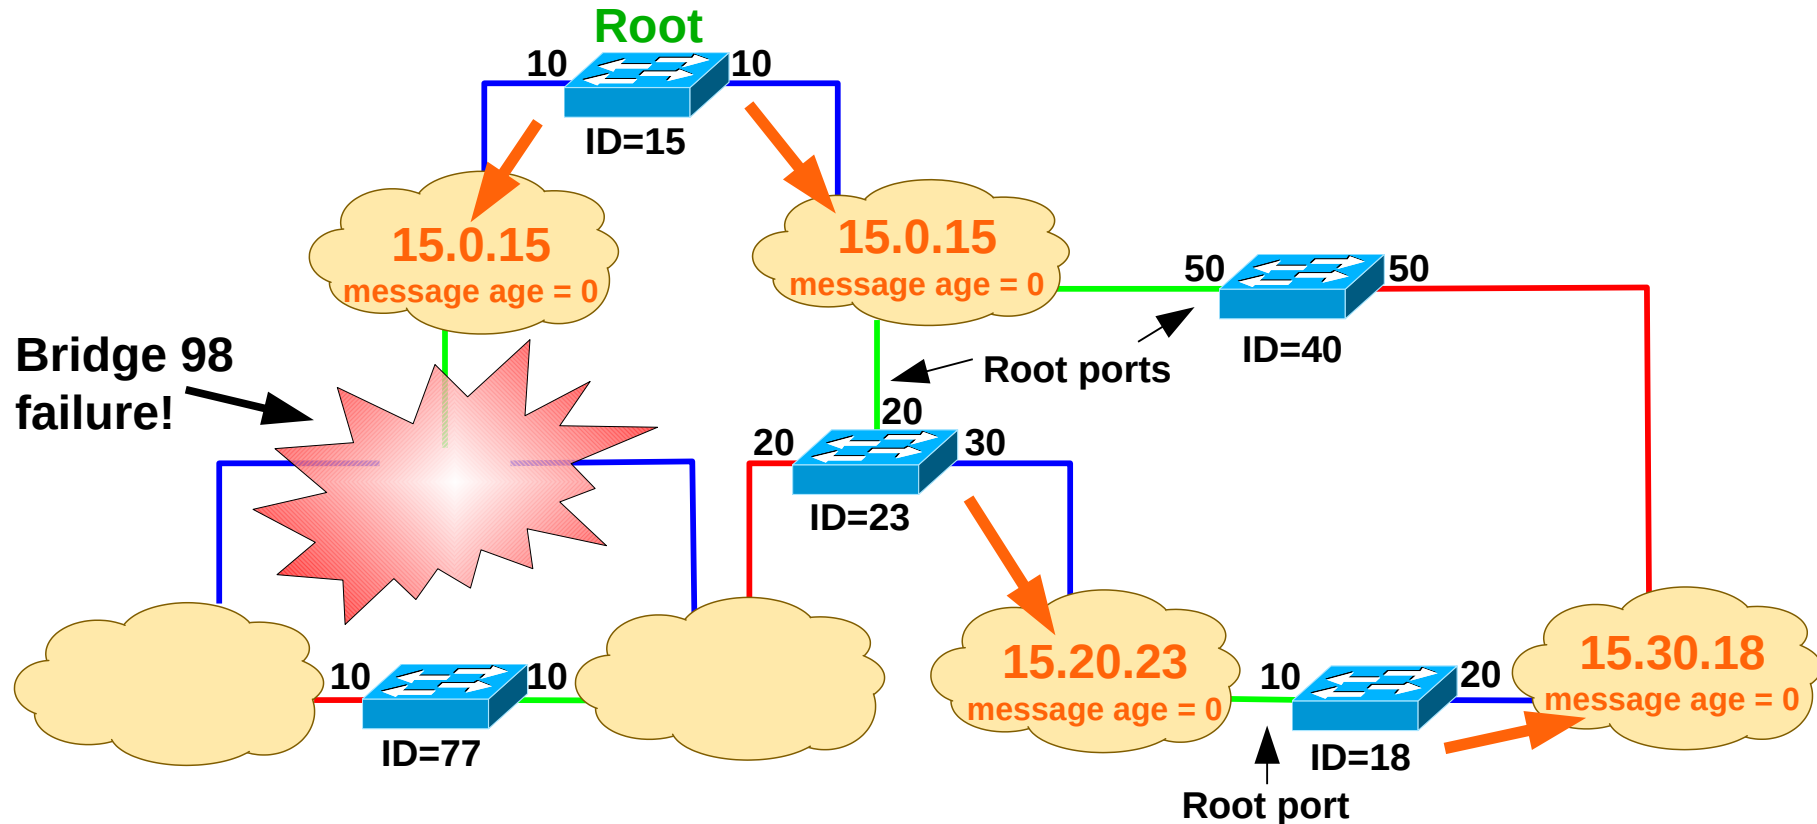 Root
10
10
ID=15
15.0.15
message age = 0
15.0.15
message age = 0
50
50
ID=40
Bridge 98
failure!
Root ports
20
20
30
ID=23
15.20.23
message age = 0
15.30.18
message age = 0
10
10
ID=77
10
20
ID=18
Root port